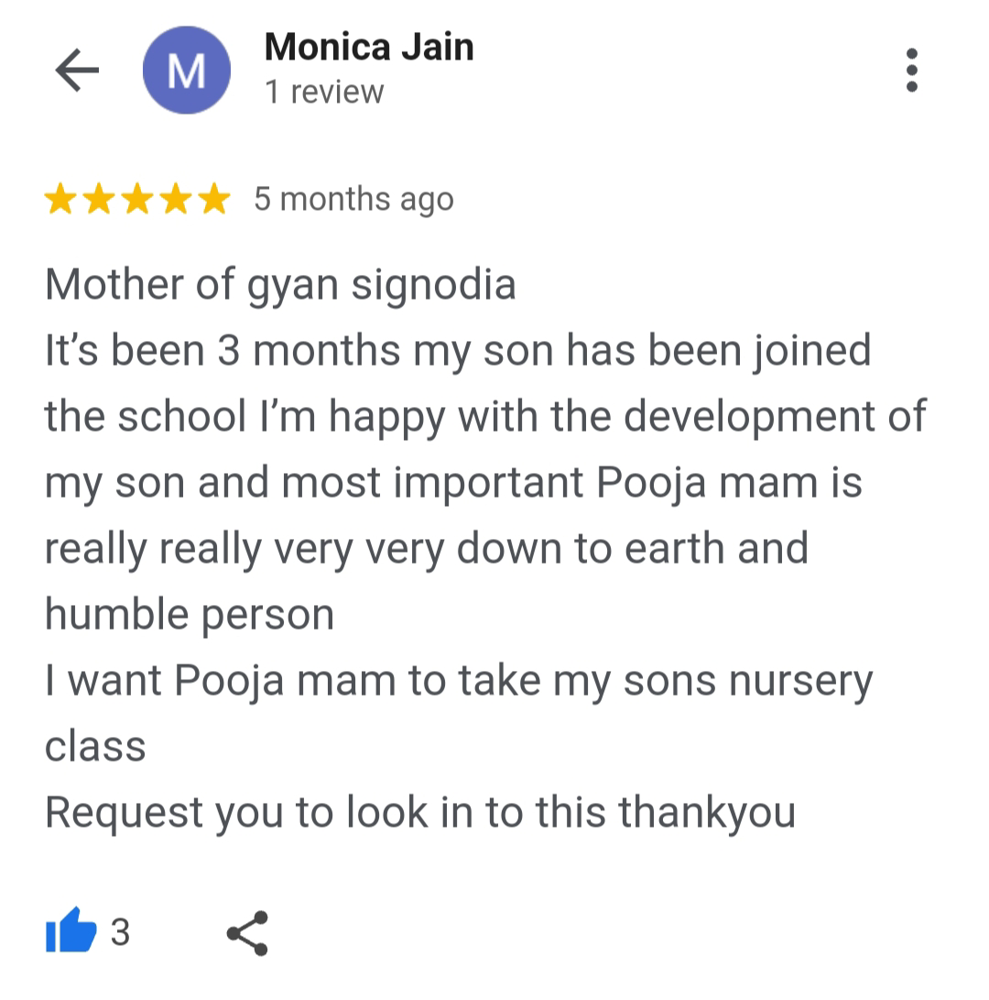 Monica Jain
M
1 review
5 months ago
Mother of gyan signodia
It’s been 3 months my son has been joined
the school I’m happy with the development of
my son and most important Pooja mam is
really really very very down to earth and
humble person
I want Pooja mam to take my sons nursery
class
Request you to look in to this thankyou
3